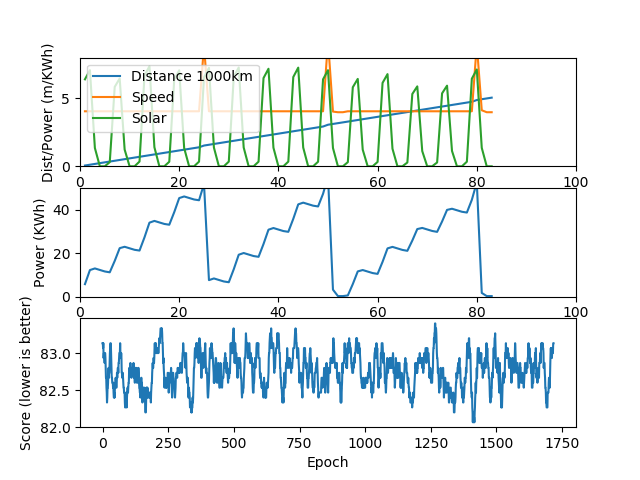 Dist/Power (m/KWh)
5
0
Distance 1000km
Speed
Solar
0 20 40 60 80 100
Power (KWh)
40
20
0
0 20 40 60 80 100
Score (lower is better)
83.0
82.5
82.0
0 250 500 750 1000 1250 1500 1750
Epoch